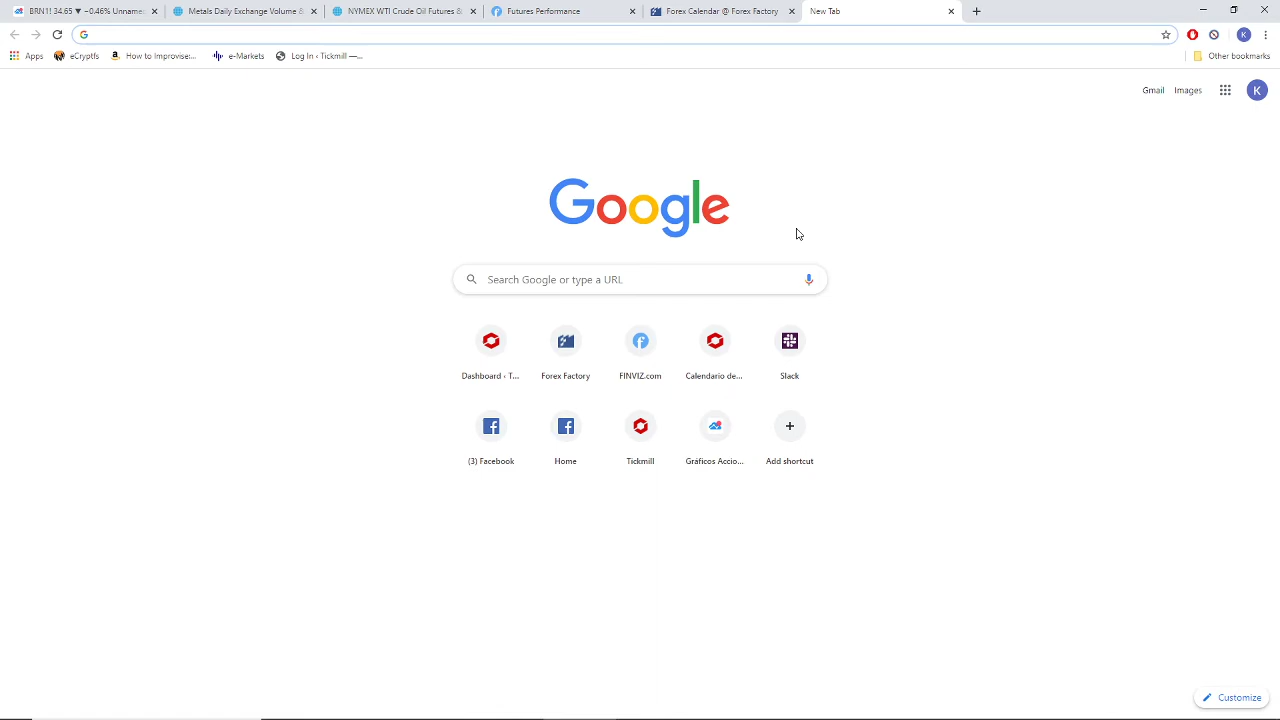 BRN1! 34.65 ▼ −0.46% Unname
Metals Daily Exchange Volume &
NYMEX WTI Crude Oil Futures &
Futures Performance
Forex Calendar @ Forex Factory
New Tab
Apps
eCryptfs
How to Improvise:...
e-Markets
Log In ‹ Tickmill —...
Other bookmarks
K
Gmail
Images
K
Google
Search Google or type a URL
Dashboard ‹ T...
Forex Factory
FINVIZ.com
Calendario de...
Slack
(3) Facebook
Home
Tickmill
Gráficos Accio...
Add shortcut
Customize